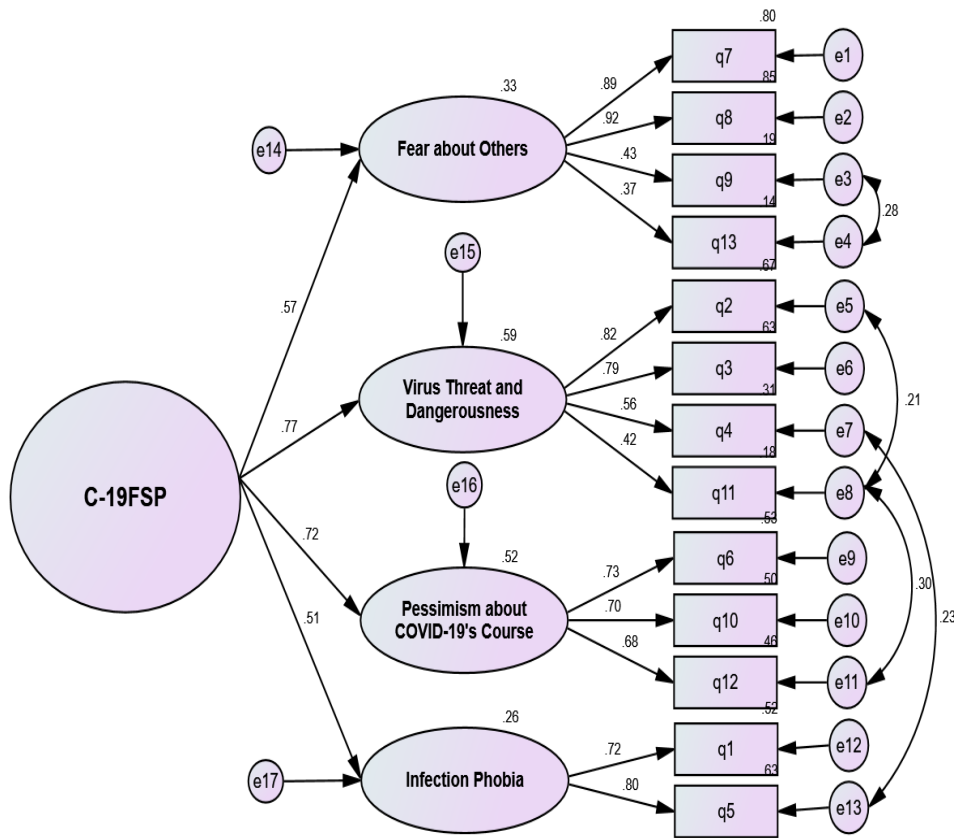 .80
q7
e1
.33
.89
.85
q8
e2
.92
e14
Fear about Others
.19
.43
q9
e3
.37
.14
.28
q13
e4
e15
.67
.57
q2
e5
.59
.82
.63
.79
q3
e6
Virus Threat and
Dangerousness
.31
.21
.56
q4
e7
.77
.42
.18
e16
q11
e8
C-19FSP
.53
.72
.52
.73
q6
e9
.50
.30
.23
Pessimism about
COVID-19's Course
.70
q10
e10
.51
.68
.46
q12
e11
.52
.26
.72
q1
e12
.63
e17
Infection Phobia
.80
q5
e13